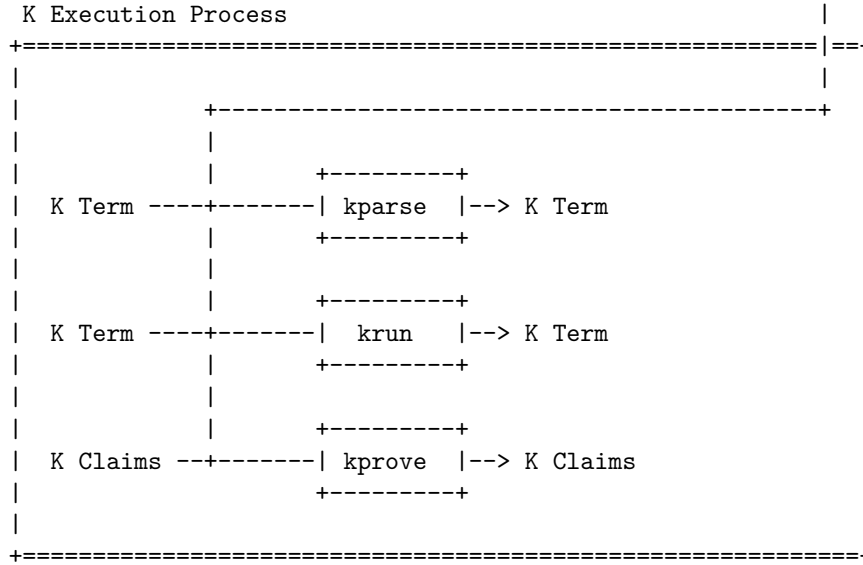 K Execution Process
K Term
kparse
K Term
K Term
krun
K Term
K Claims
kprove
K Claims